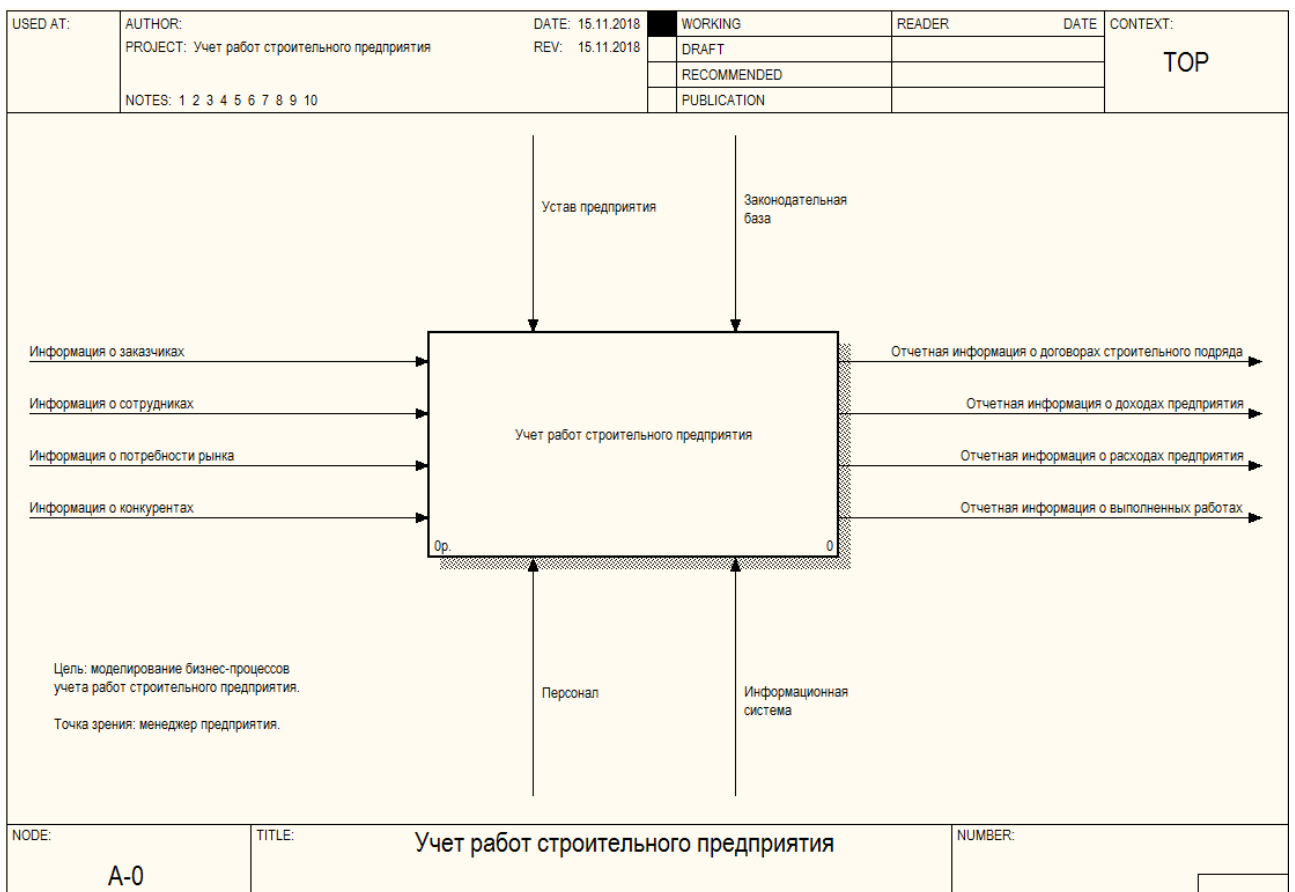 USED AT:
AUTHOR:
DATE: 15.11.2018
PROJECT: Учет работ строительного предприятия
REV: 15.11.2018
NOTES: 1 2 3 4 5 6 7 8 9 10
WORKING
DRAFT
RECOMMENDED
PUBLICATION
READER DATE
CONTEXT:
TOP
Устав предприятия
Законодательная
база
Информация о заказчиках
Информация о сотрудниках
Информация о потребности рынка
Информация о конкурентах
Учет работ строительного предприятия
0р.
0
Отчетная информация о договорах строительного подряда
Отчетная информация о доходах предприятия
Отчетная информация о расходах предприятия
Отчетная информация о выполненных работах
Цель: моделирование бизнес-процессов
учета работ строительного предприятия.
Точка зрения: менеджер предприятия.
Персонал
Информационная
система
NODE:
A-0
TITLE:
Учет работ строительного предприятия
NUMBER: